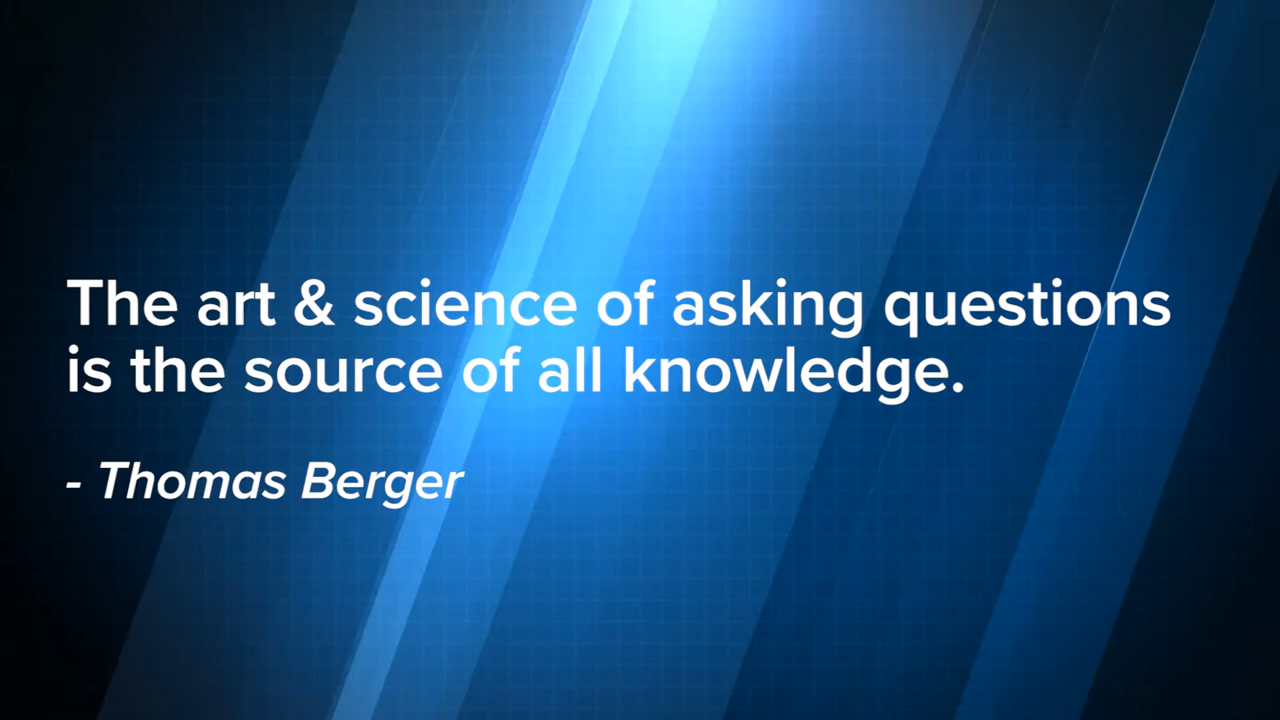 The art & science of asking questions
is the source of all knowledge.
- Thomas Berger